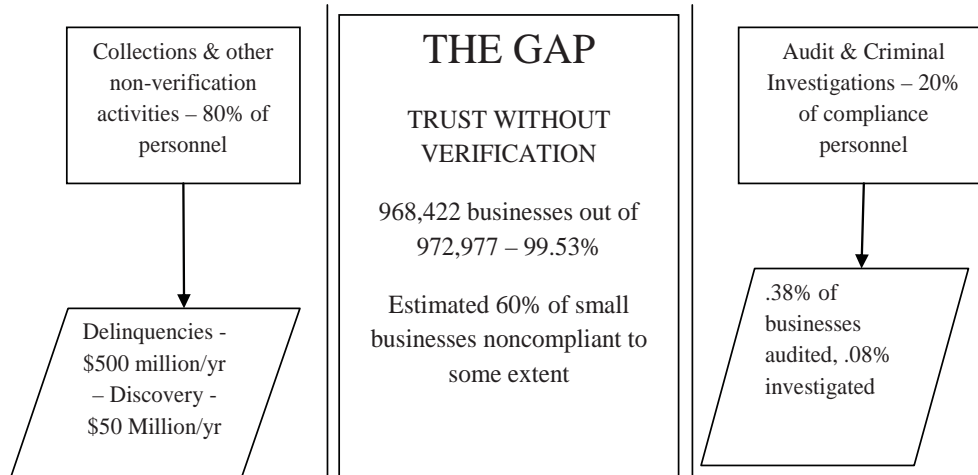 Collections & other
non-verification
activities – 80% of
personnel
Delinquencies -
$500 million/yr
– Discovery -
$50 Million/yr
THE GAP
TRUST WITHOUT
VERIFICATION
968,422 businesses out of
972,977 – 99.53%
Estimated 60% of small
businesses noncompliant to
some extent
Audit & Criminal
Investigations – 20%
of compliance
personnel
.38% of
businesses
audited, .08%
investigated